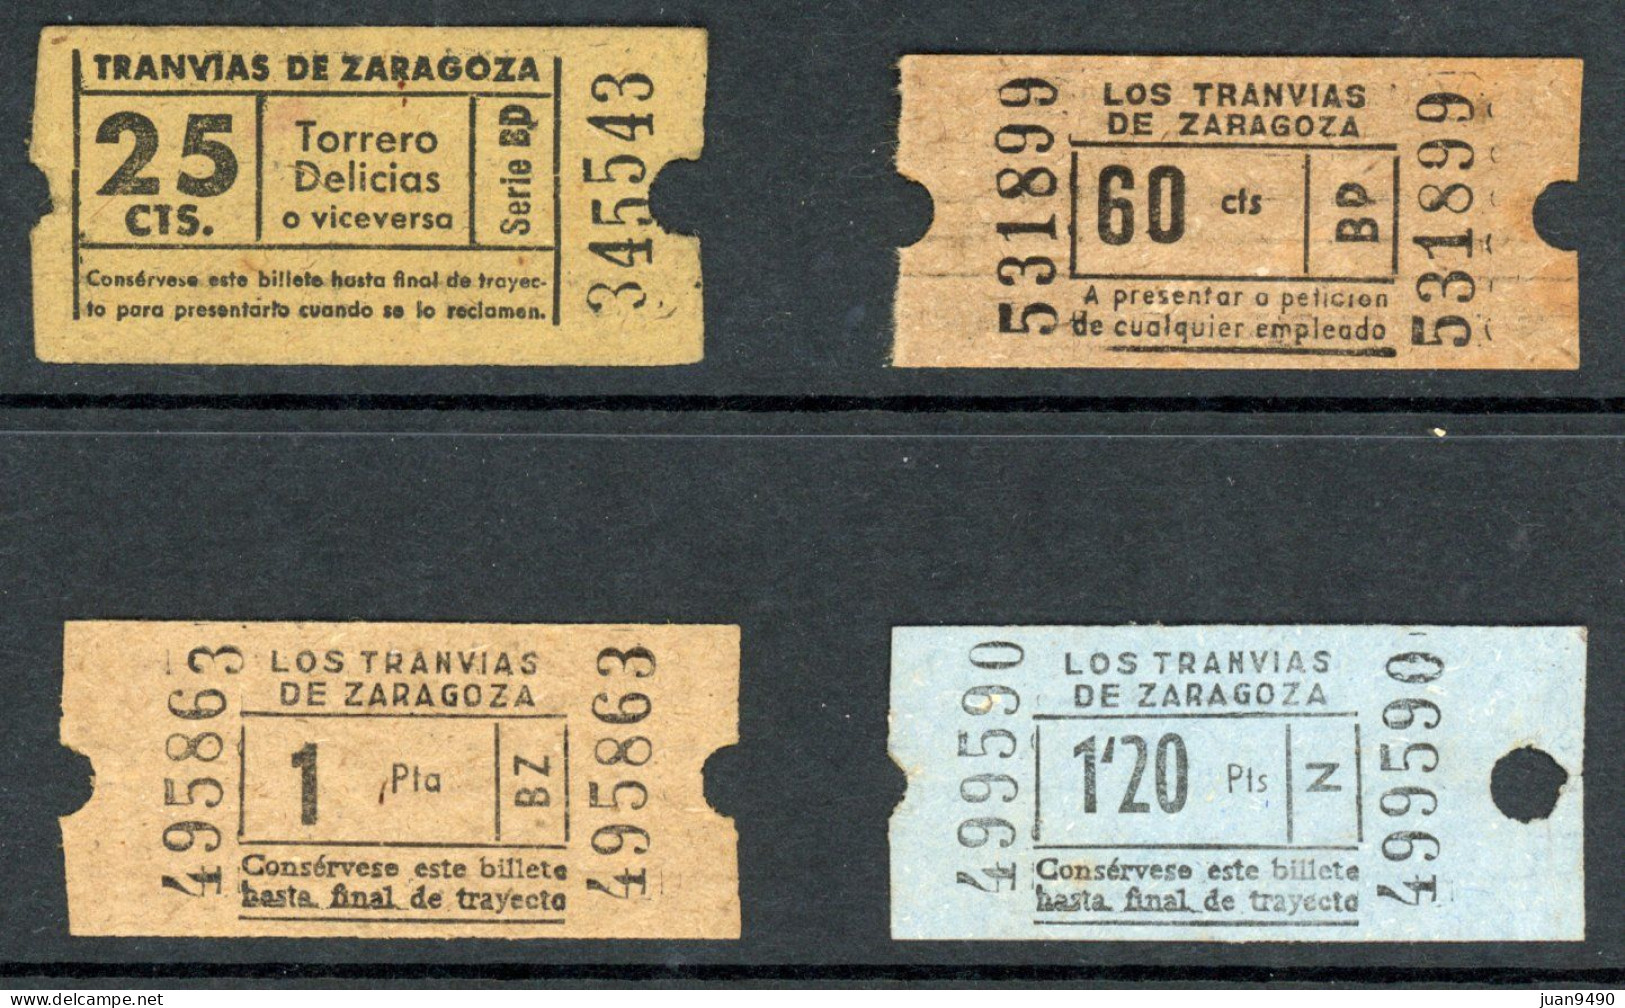 TRANVIAS DE ZARAGOZA
25
CTS.
Torrero
Delicias
o viceversa
Serie BP
345543
Consérvese este billete hasta final de trayec-
to para presentarlo cuando se lo reclamen.
531899
LOS TRANVIAS
DE ZARAGOZA
60 cts
BP
A presentar a petición
de cualquier empleado
531899
495863
LOS TRANVIAS
DE ZARAGOZA
1 Pta
BZ
Consérvese este billete
hasta final de trayecto
495863
499590
LOS TRANVIAS
DE ZARAGOZA
1'20 Pts
N
Consérvese este billete
hasta final de trayecto
499590
www.delcampe.net
juan9490